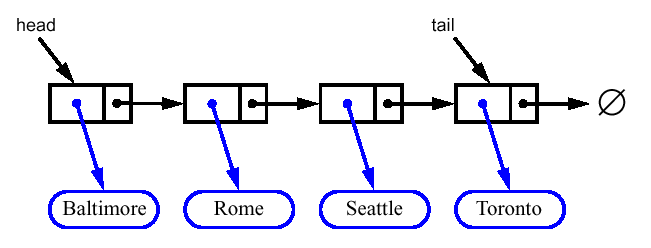 head
tail
∅
Baltimore
Rome
Seattle
Toronto